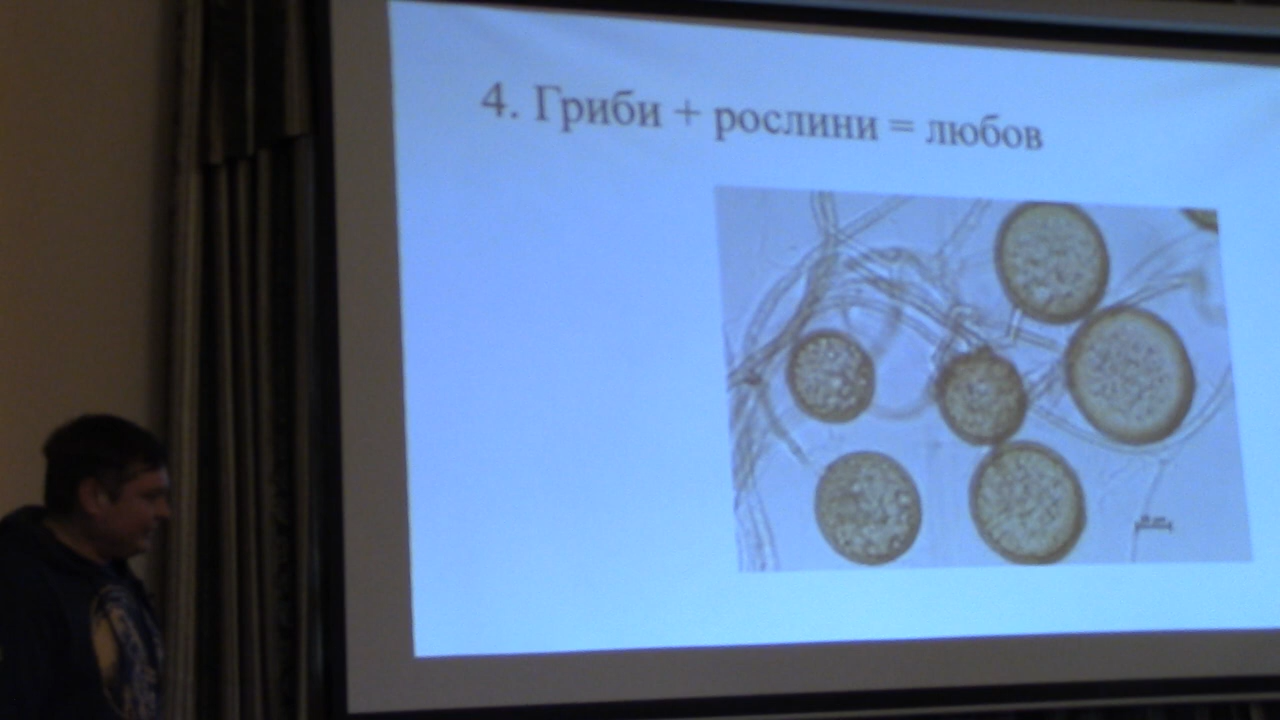 4. Гриби + рослини = любов